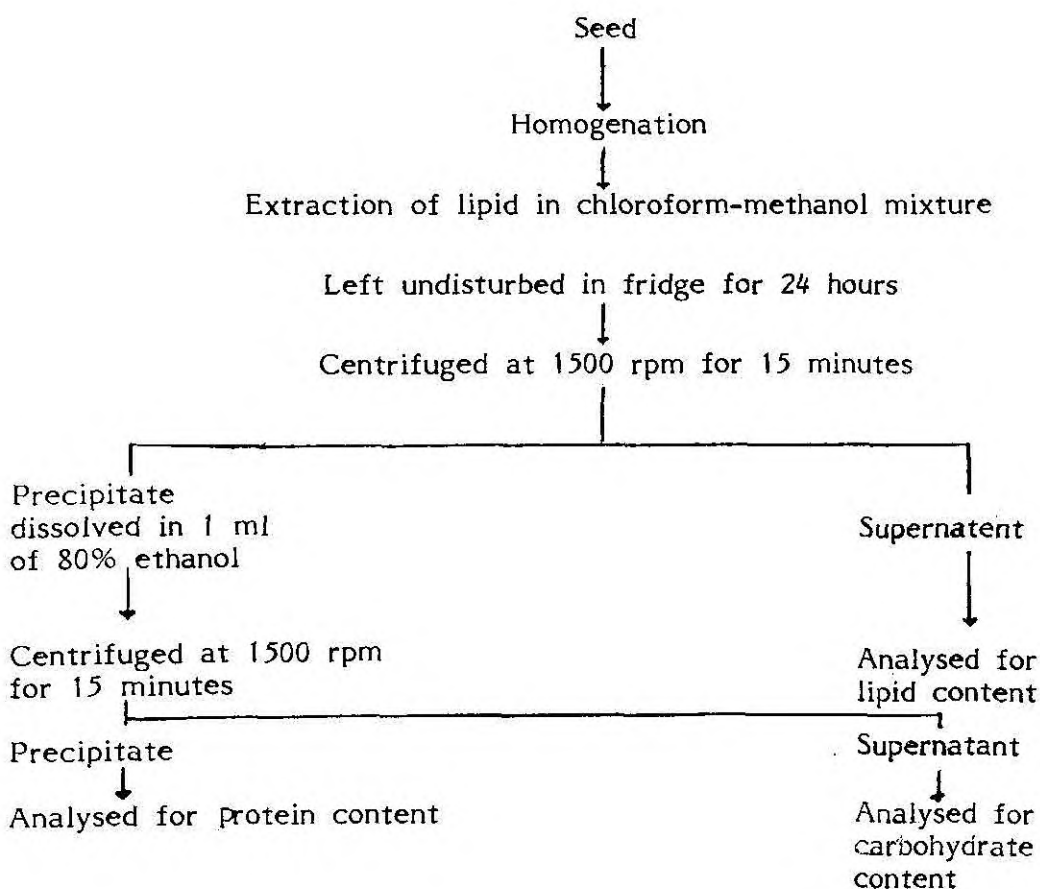 Seed
Homogenation
Extraction of lipid in chloroform-methanol mixture
Left undisturbed in fridge for 24 hours
Centrifuged at 1500 rpm for 15 minutes
Precipitate
dissolved in 1 ml
of 80% ethanol
Supernatent
Centrifuged at 1500 rpm
for 15 minutes
Analysed for
lipid content
Precipitate
Supernatant
Analysed for protein content
Analysed for
carbohydrate
content